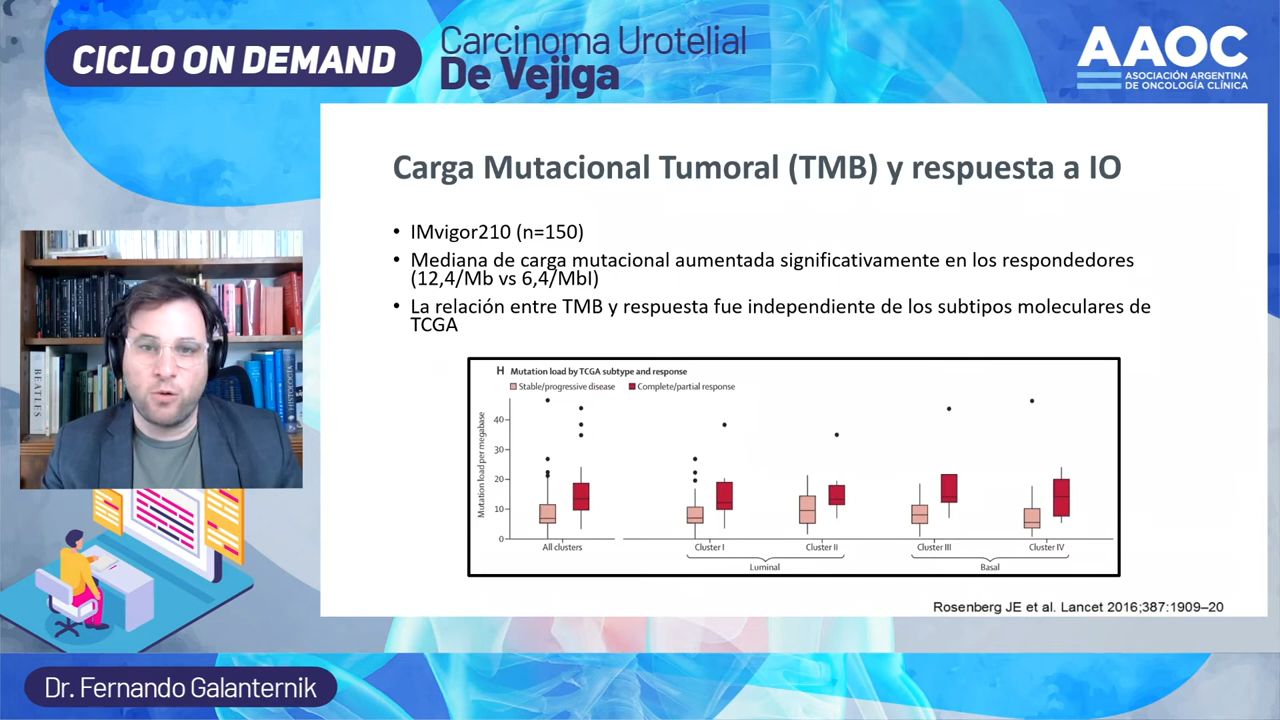 CICLO ON DEMAND
Carcinoma Urotelial
De Vejiga
AAOC
ASOCIACIÓN ARGENTINA
DE ONCOLOGÍA CLÍNICA
Carga Mutacional Tumoral (TMB) y respuesta a IO
• IMvigor210 (n=150)
• Mediana de carga mutacional aumentada significativamente en los respondedores
(12,4/Mb vs 6,4/MbI)
• La relación entre TMB y respuesta fue independiente de los subtipos moleculares de
TCGA
H Mutation load by TCGA subtype and response
Stable/progressive disease Complete/partial response
Mutation load per megabase
40
30
20
10
0
All clusters Cluster I Cluster II Cluster III Cluster IV
Luminal Basal
Rosenberg JE et al. Lancet 2016;387:1909–20
BEATLES
HISTOLOGIA
Dr. Fernando Galanternik